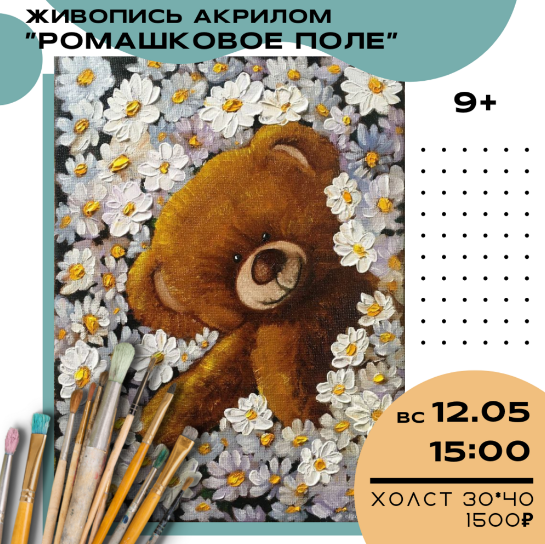 ЖИВОПИСЬ АКРИЛОМ
"РОМАШКОВОЕ ПОЛЕ"
9+
ВС 12.05
15:00
ХОЛСТ 30*40
1500₽